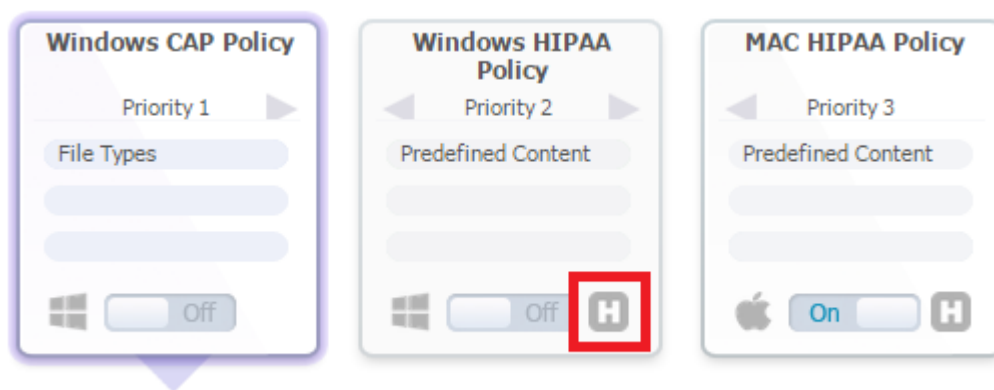 Windows CAP Policy
Priority 1
File Types
Off
Windows HIPAA
Policy
Priority 2
Predefined Content
Off
H
MAC HIPAA Policy
Priority 3
Predefined Content
On
H